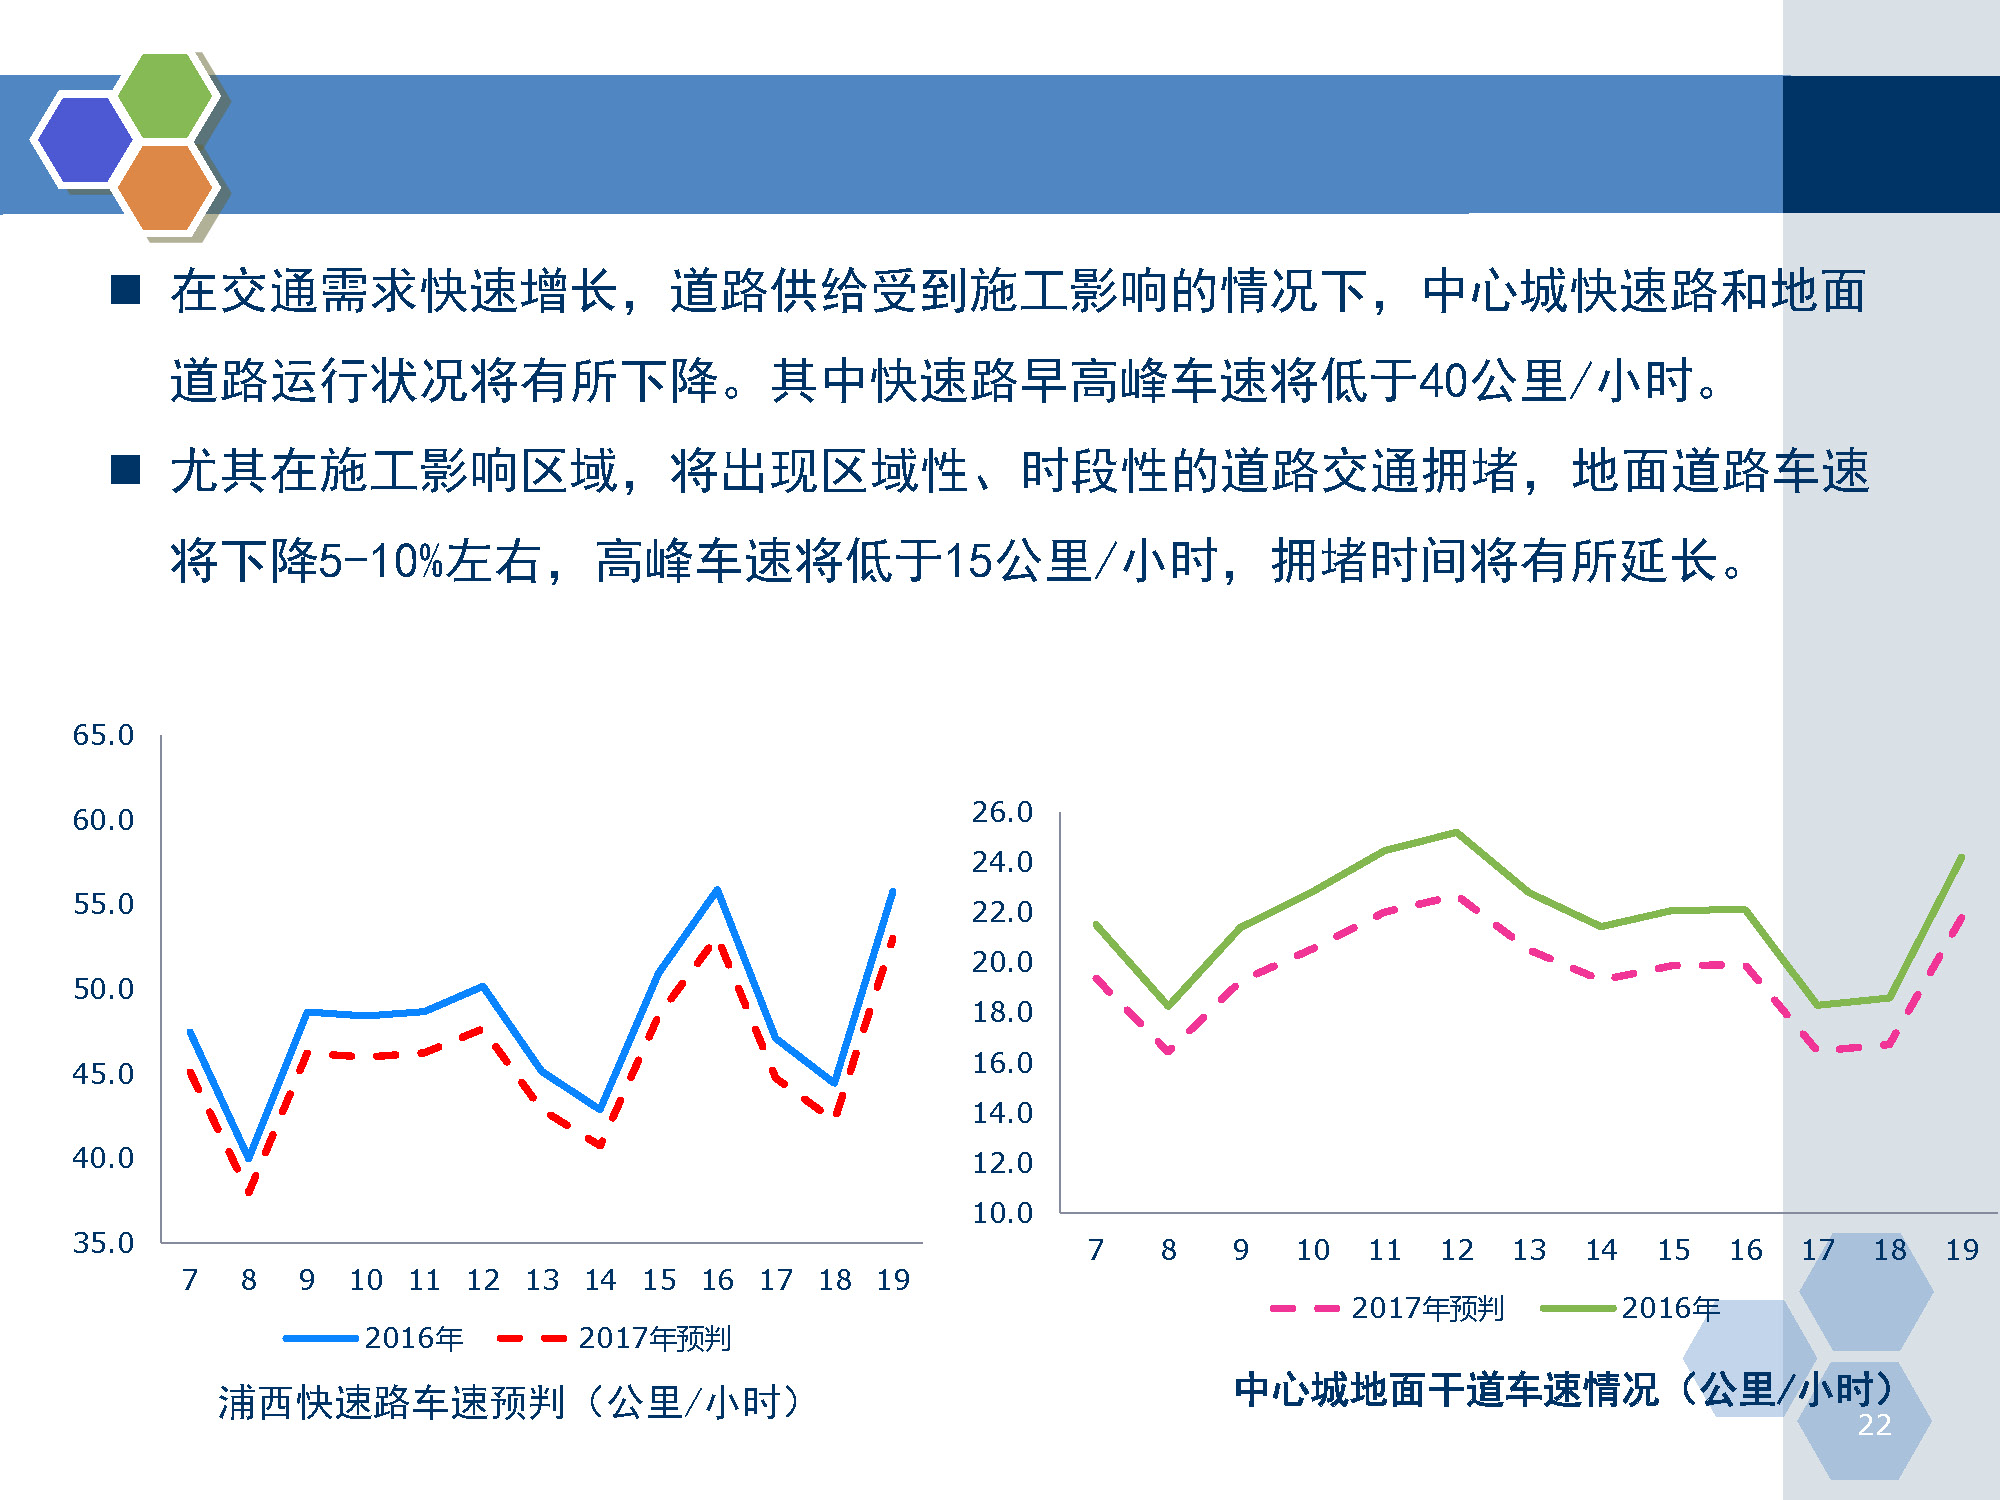 在交通需求快速增长，道路供给受到施工影响的情况下，中心城快速路和地面
道路运行状况将有所下降。其中快速路早高峰车速将低于40公里/小时。
尤其在施工影响区域，将出现区域性、时段性的道路交通拥堵，地面道路车速
将下降5-10%左右，高峰车速将低于15公里/小时，拥堵时间将有所延长。
65.0
60.0
55.0
50.0
45.0
40.0
35.0
7 8 9 10 11 12 13 14 15 16 17 18 19
2016年 2017年预判
浦西快速路车速预判（公里/小时）
26.0
24.0
22.0
20.0
18.0
16.0
14.0
12.0
10.0
7 8 9 10 11 12 13 14 15 16 17 18 19
2017年预判 2016年
中心城地面干道车速情况（公里/小时）
22